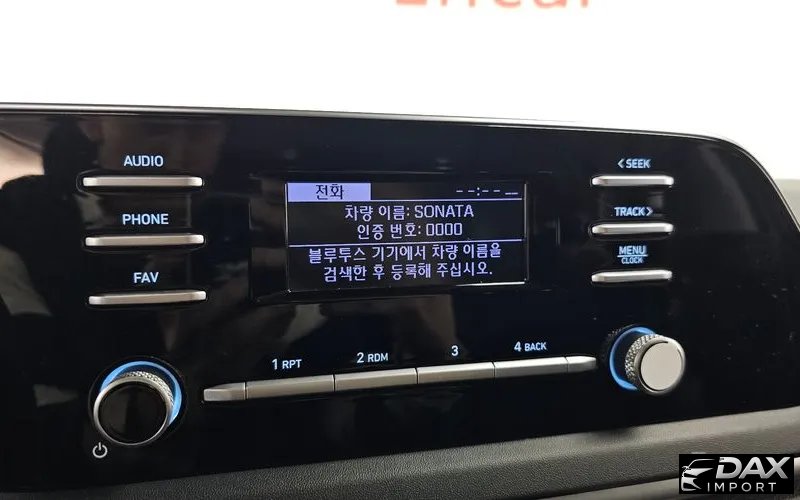 Encar
AUDIO
PHONE
FAV
전화 --:-- --
차량 이름: SONATA
인증 번호: 0000
블루투스 기기에서 차량 이름을
검색한 후 등록해 주십시오.
< SEEK
TRACK >
MENU
CLOCK
1 RPT
2 RDM
3
4 BACK
DAX
IMPORT